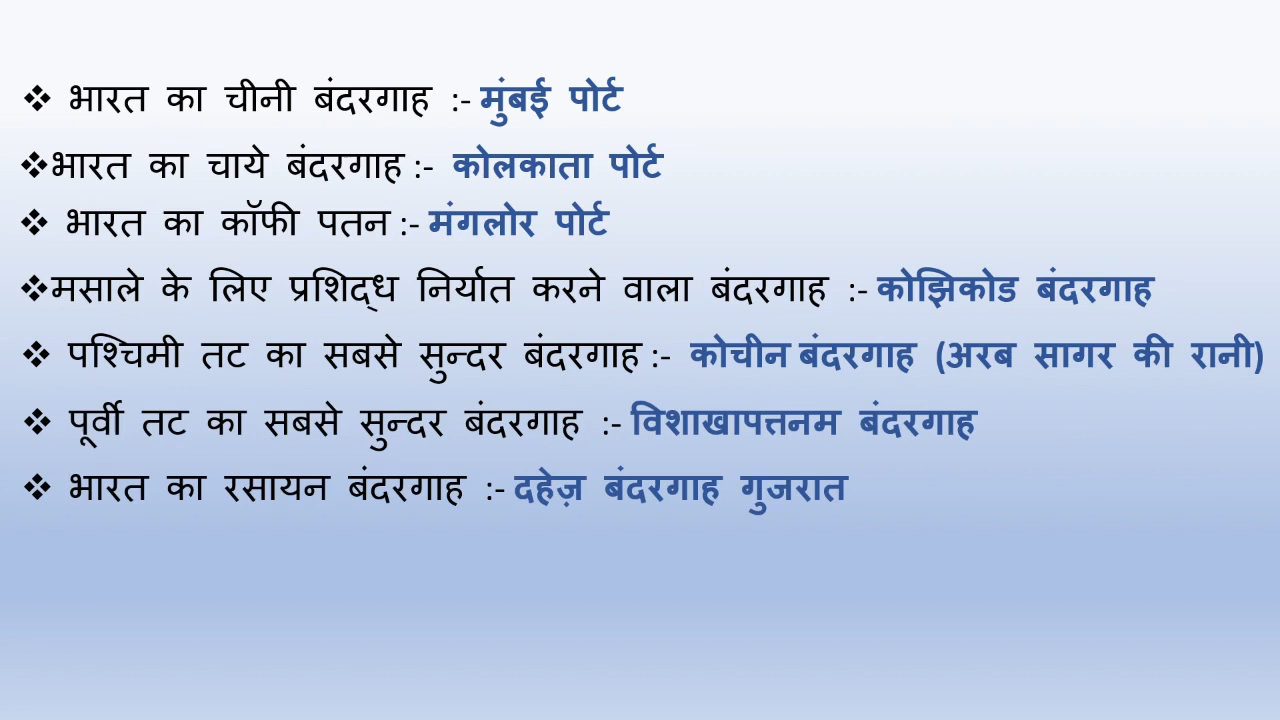 ❖ भारत का चीनी बंदरगाह :- मुंबई पोर्ट
❖भारत का चाये बंदरगाह :- कोलकाता पोर्ट
❖ भारत का कॉफी पतन :- मंगलोर पोर्ट
❖मसाले के लिए प्रशिद्ध निर्यात करने वाला बंदरगाह :- कोझिकोड बंदरगाह
❖ पश्चिमी तट का सबसे सुन्दर बंदरगाह :- कोचीन बंदरगाह (अरब सागर की रानी)
❖ पूर्वी तट का सबसे सुन्दर बंदरगाह :- विशाखापत्तनम बंदरगाह
❖ भारत का रसायन बंदरगाह :- दहेज़ बंदरगाह गुजरात